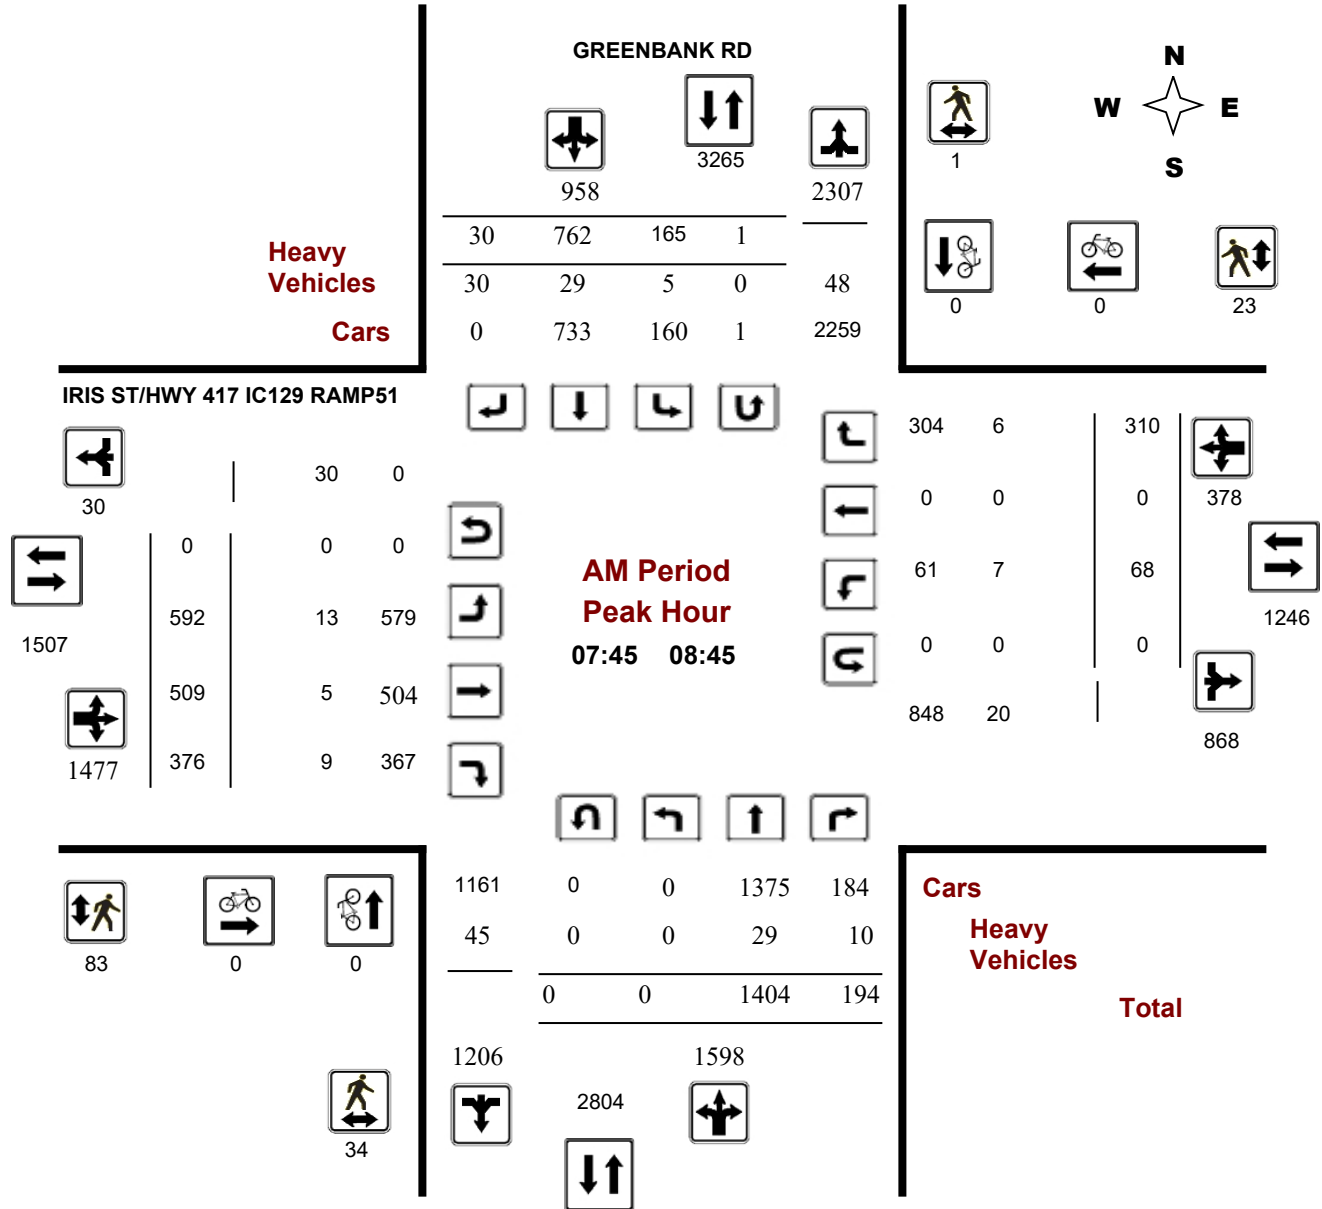 GREENBANK RD
N
W E
S
3265
1
958 2307
30 762 165 1
Heavy
Vehicles 30 29 5 0 48
0 0 23
Cars 0 733 160 1 2259
IRIS ST/HWY 417 IC129 RAMP51
304 6 310
30 0
30
0 0 0 378
0 0 0
AM Period
61 7 68
Peak Hour
592 13 579
1246
1507
07:45 08:45
0 0 0
509 5 504
848 20
868
1477 376 9 367
1161 0 0 1375 184 Cars
45 0 0 29 10 Heavy
Vehicles
83 0 0
0 0 1404 194
Total
1206 1598
2804
34